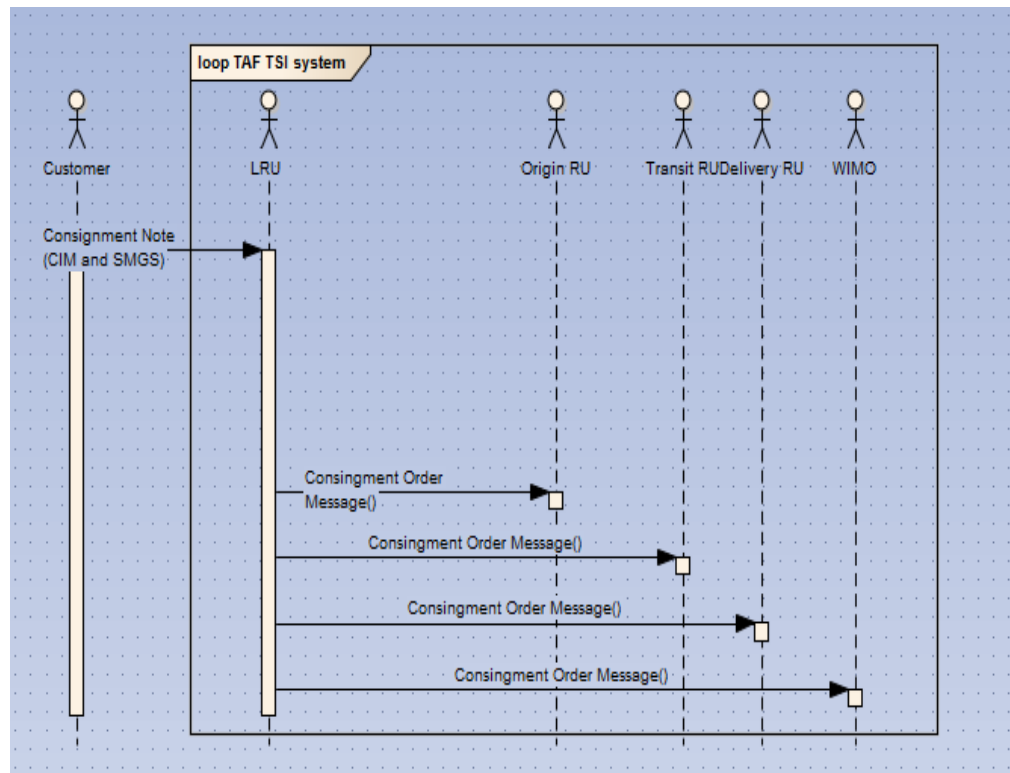 loop TAF TSI system
Customer
LRU
Origin RU
Transit RU
Delivery RU
WIMO
Consignment Note
(CIM and SMGS)
Consingment Order
Message()
Consingment Order Message()
Consingment Order Message()
Consingment Order Message()